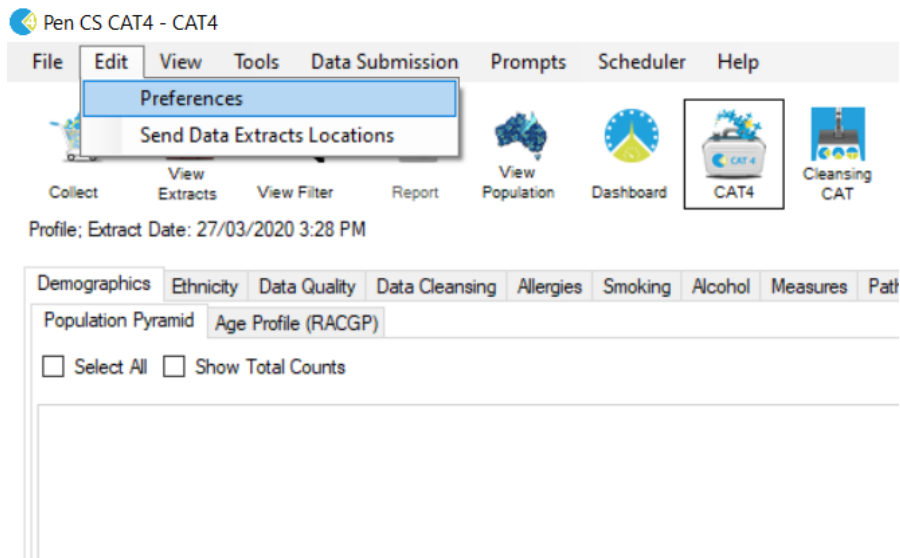 Pen CS CAT4 - CAT4
File Edit View Tools Data Submission Prompts Scheduler Help
Preferences
Send Data Extracts Locations
Collect View Extracts View Filter Report View Population Dashboard CAT4 Cleansing CAT
CAT 4
Profile; Extract Date: 27/03/2020 3:28 PM
Demographics Ethnicity Data Quality Data Cleansing Allergies Smoking Alcohol Measures Path
Population Pyramid Age Profile (RACGP)
Select All Show Total Counts